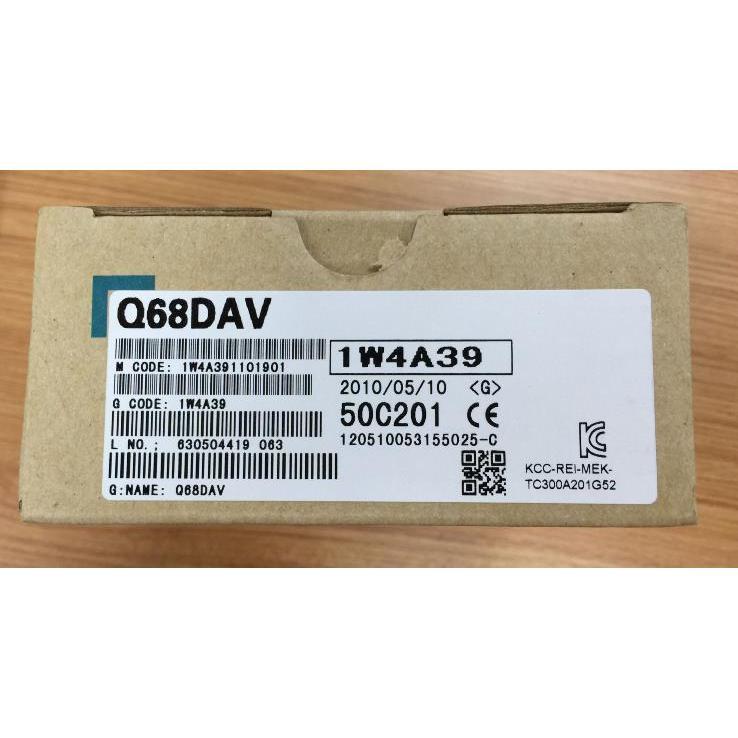 Q68DAV
M CODE: 1W4A391101901
G CODE: 1W4A39
L NO.; 630504419 063
G:NAME: Q68DAV
1W4A39
2010/05/10 <G>
50C201 CE
120510053155025-C
KCC-REI-MEK-
TC300A201G52